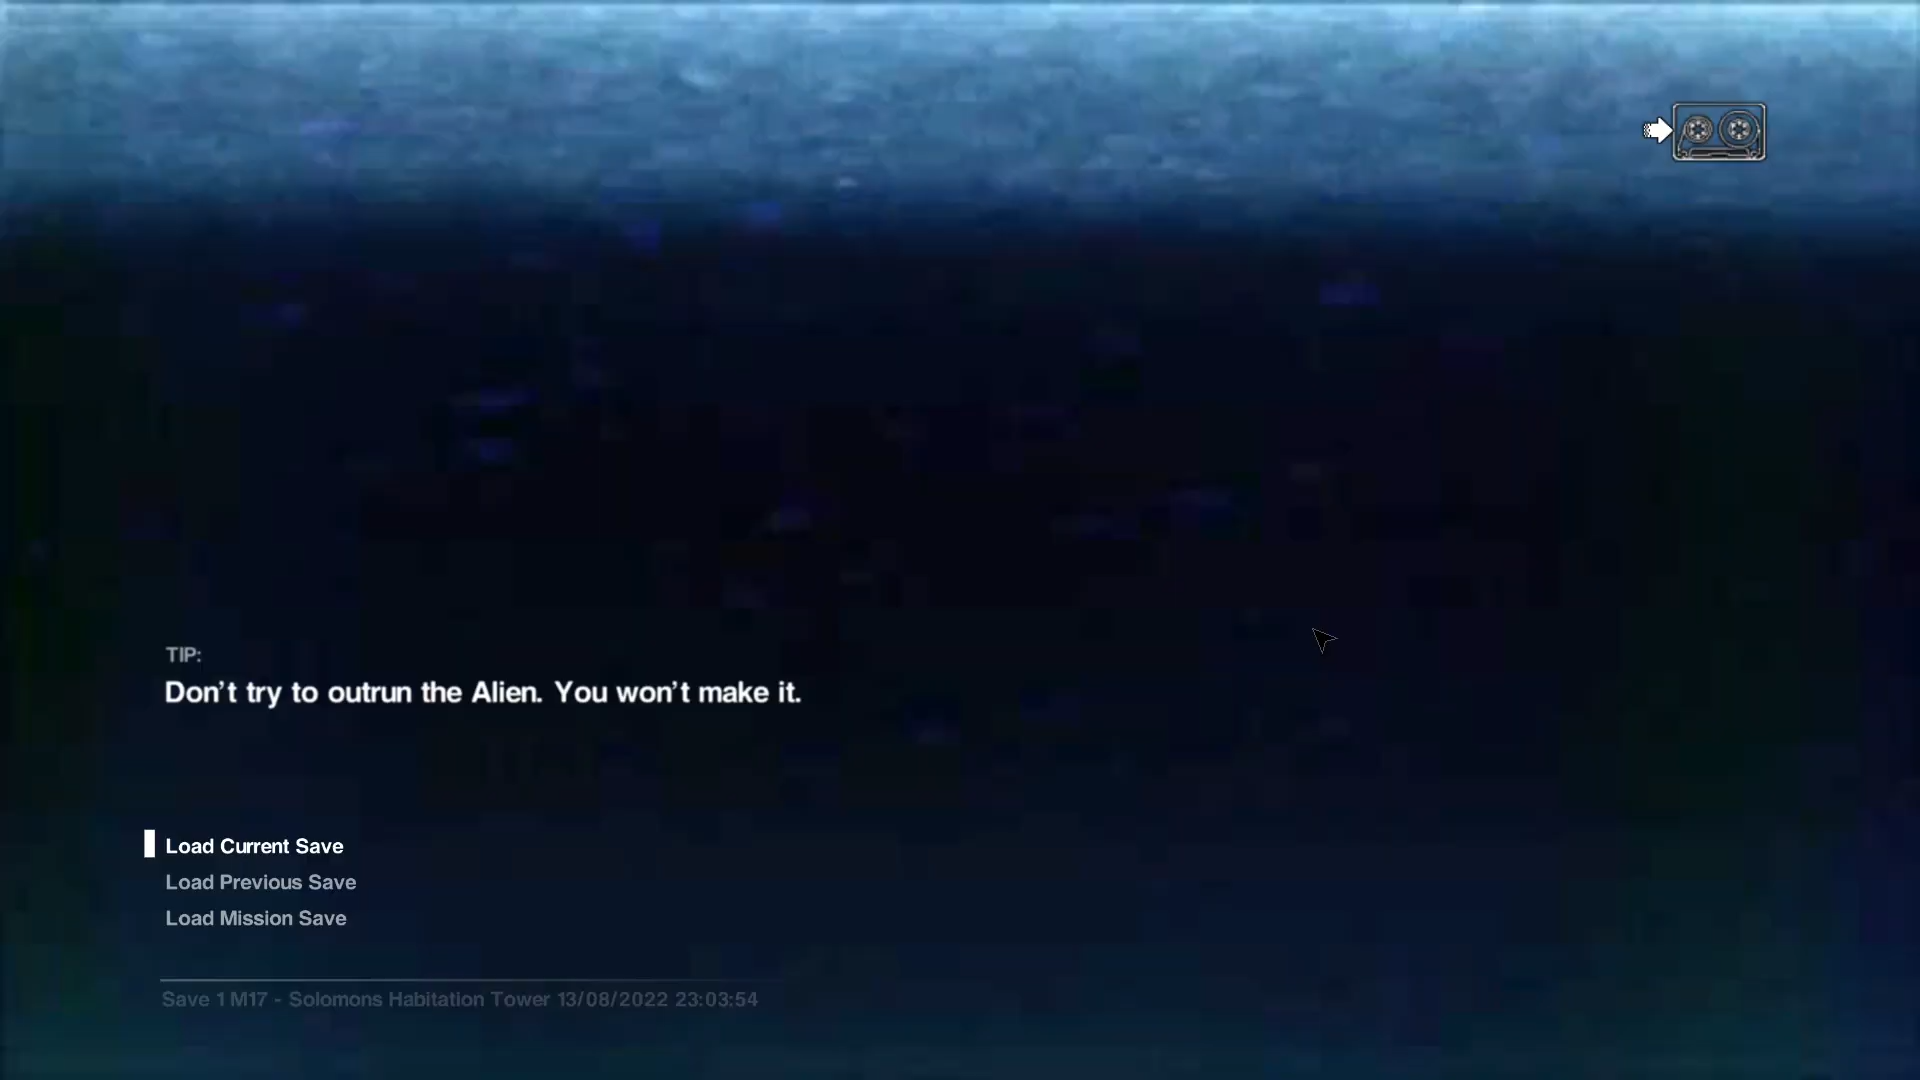 TIP:
Don't try to outrun the Alien. You won't make it.
Load Current Save
Load Previous Save
Load Mission Save
Save 1 M17 - Solomons Habitation Tower 13/08/2022 23:03:54